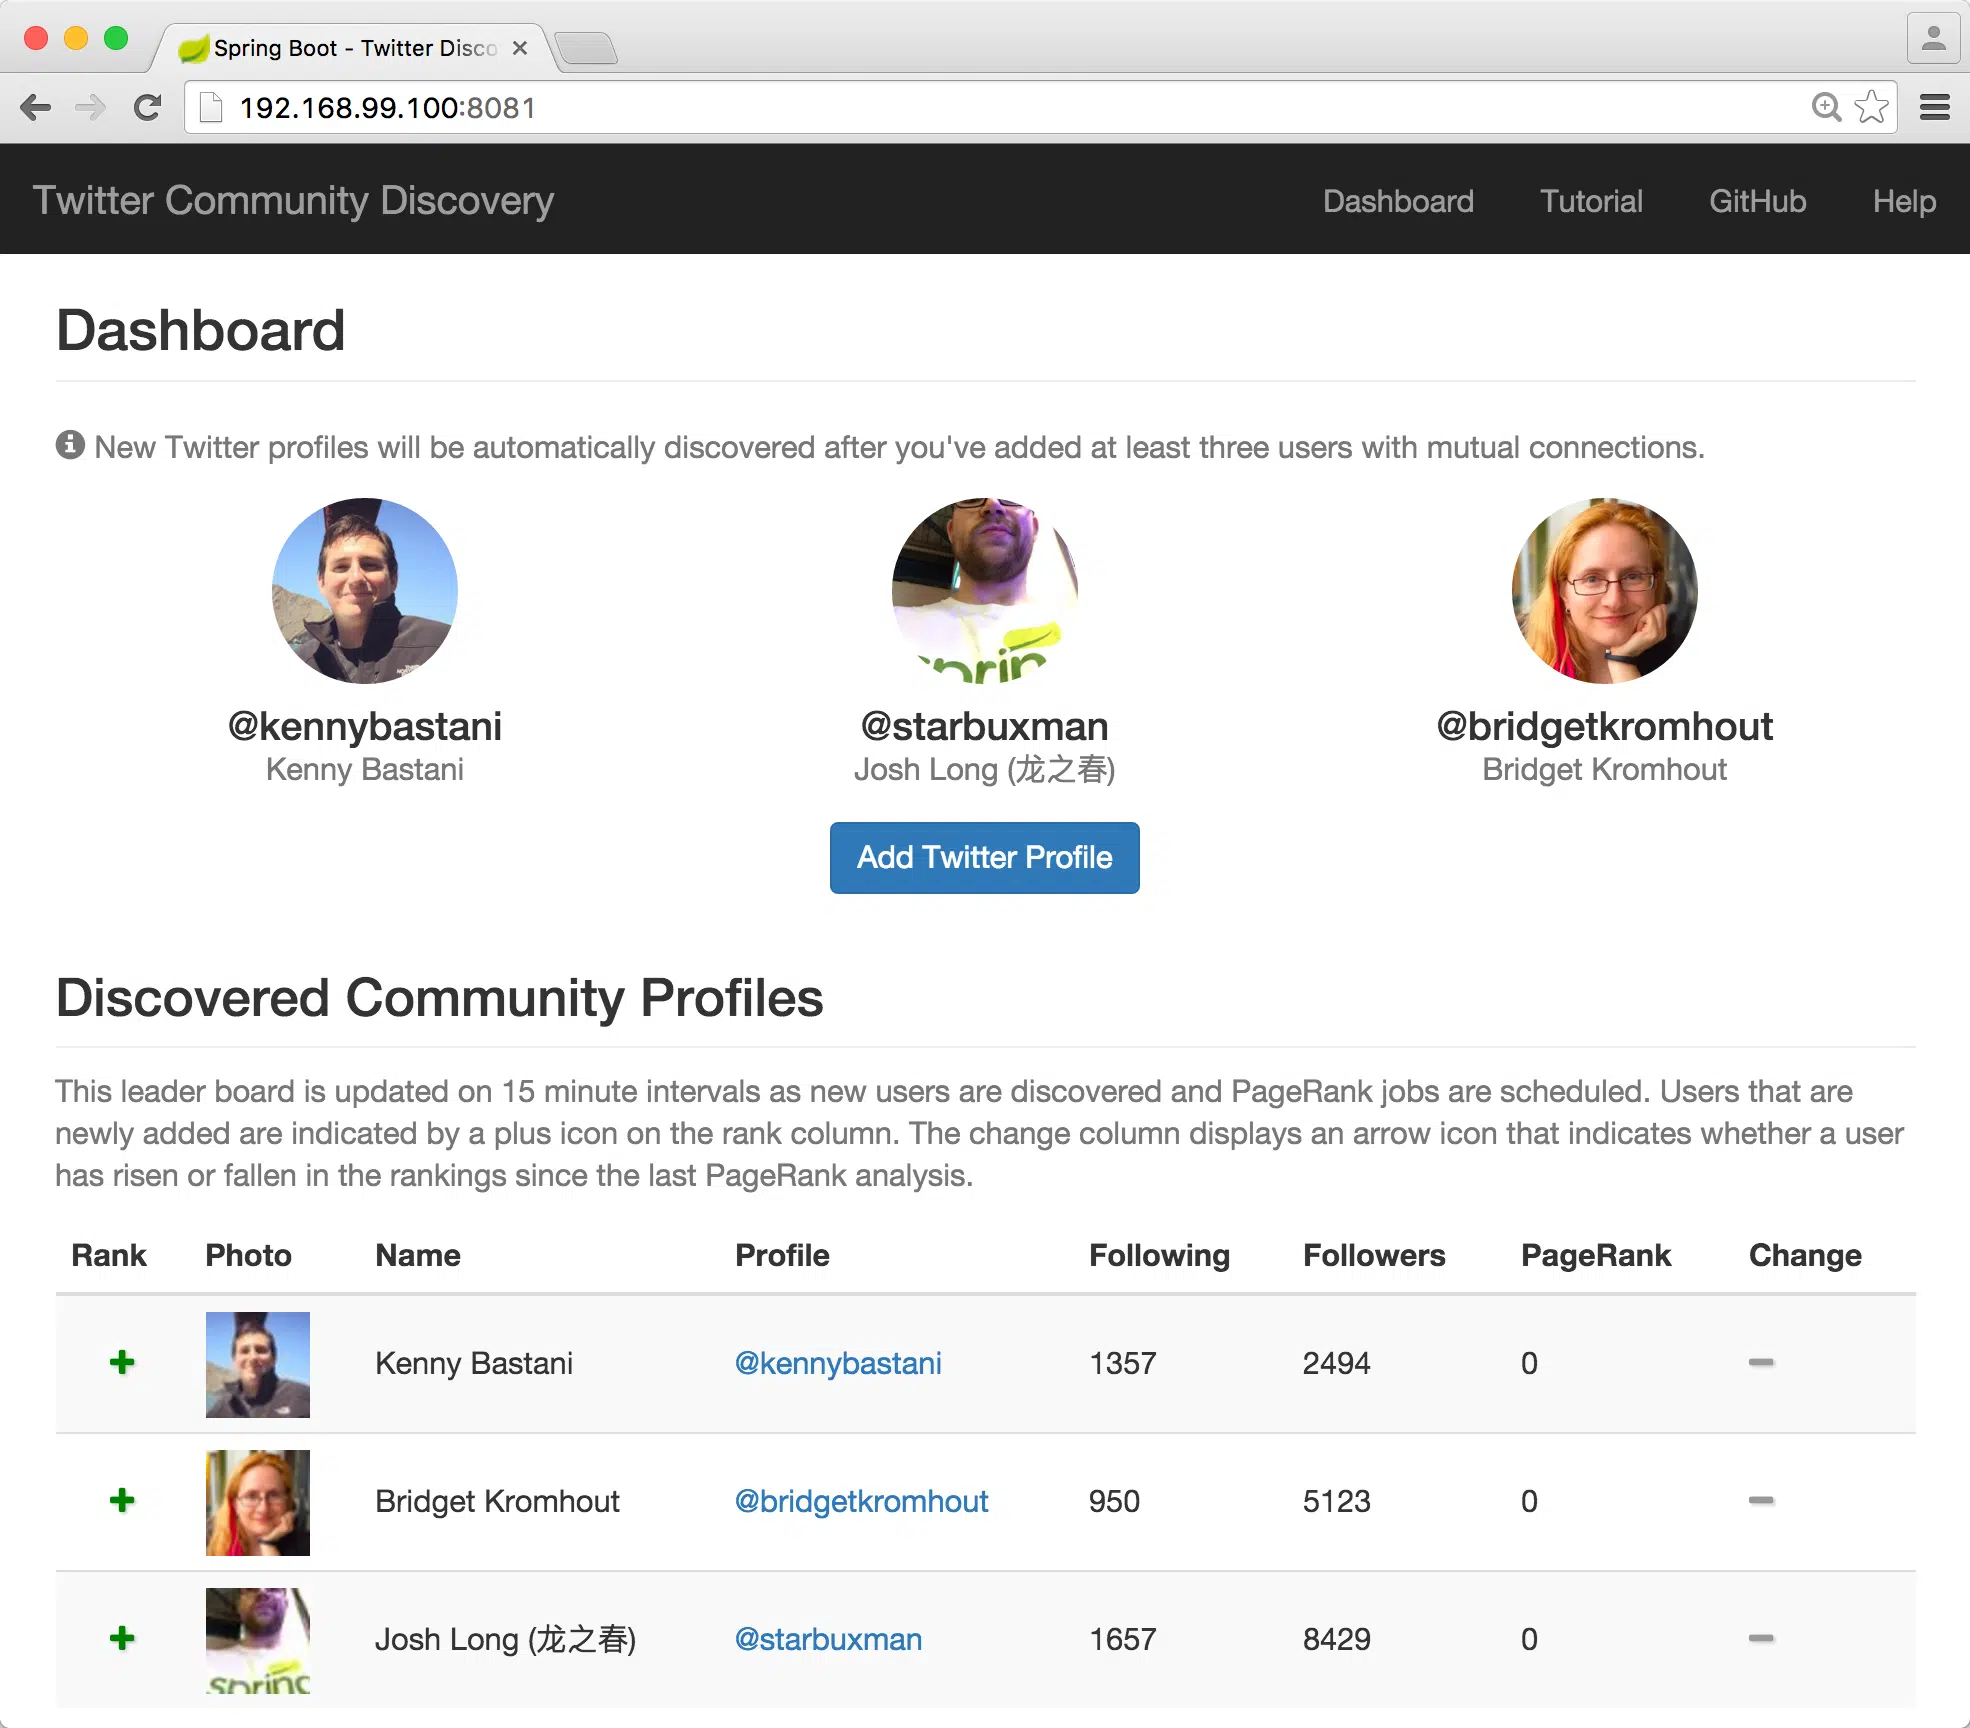 Spring Boot - Twitter Disco
192.168.99.100:8081
Twitter Community Discovery
Dashboard Tutorial GitHub Help
Dashboard
New Twitter profiles will be automatically discovered after you've added at least three users with mutual connections.
@kennybastani @starbuxman @bridgetkromhout
Kenny Bastani Josh Long (龙之春) Bridget Kromhout
Add Twitter Profile
Discovered Community Profiles
This leader board is updated on 15 minute intervals as new users are discovered and PageRank jobs are scheduled. Users that are
newly added are indicated by a plus icon on the rank column. The change column displays an arrow icon that indicates whether a user
has risen or fallen in the rankings since the last PageRank analysis.
Rank Photo Name Profile Following Followers PageRank Change
Kenny Bastani @kennybastani 1357 2494 0
Bridget Kromhout @bridgetkromhout 950 5123 0
Josh Long (龙之春) @starbuxman 1657 8429 0